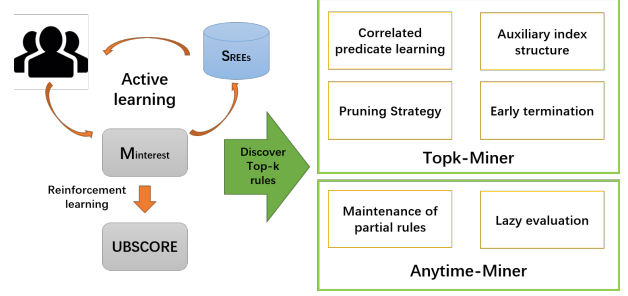 SREEs
Active
learning
Minterest
Reinforcement
learning
UBSCORE
Discover
Top-k
rules
Correlated
predicate learning
Auxiliary index
structure
Pruning Strategy
Early termination
Topk-Miner
Maintenance of
partial rules
Lazy evaluation
Anytime-Miner